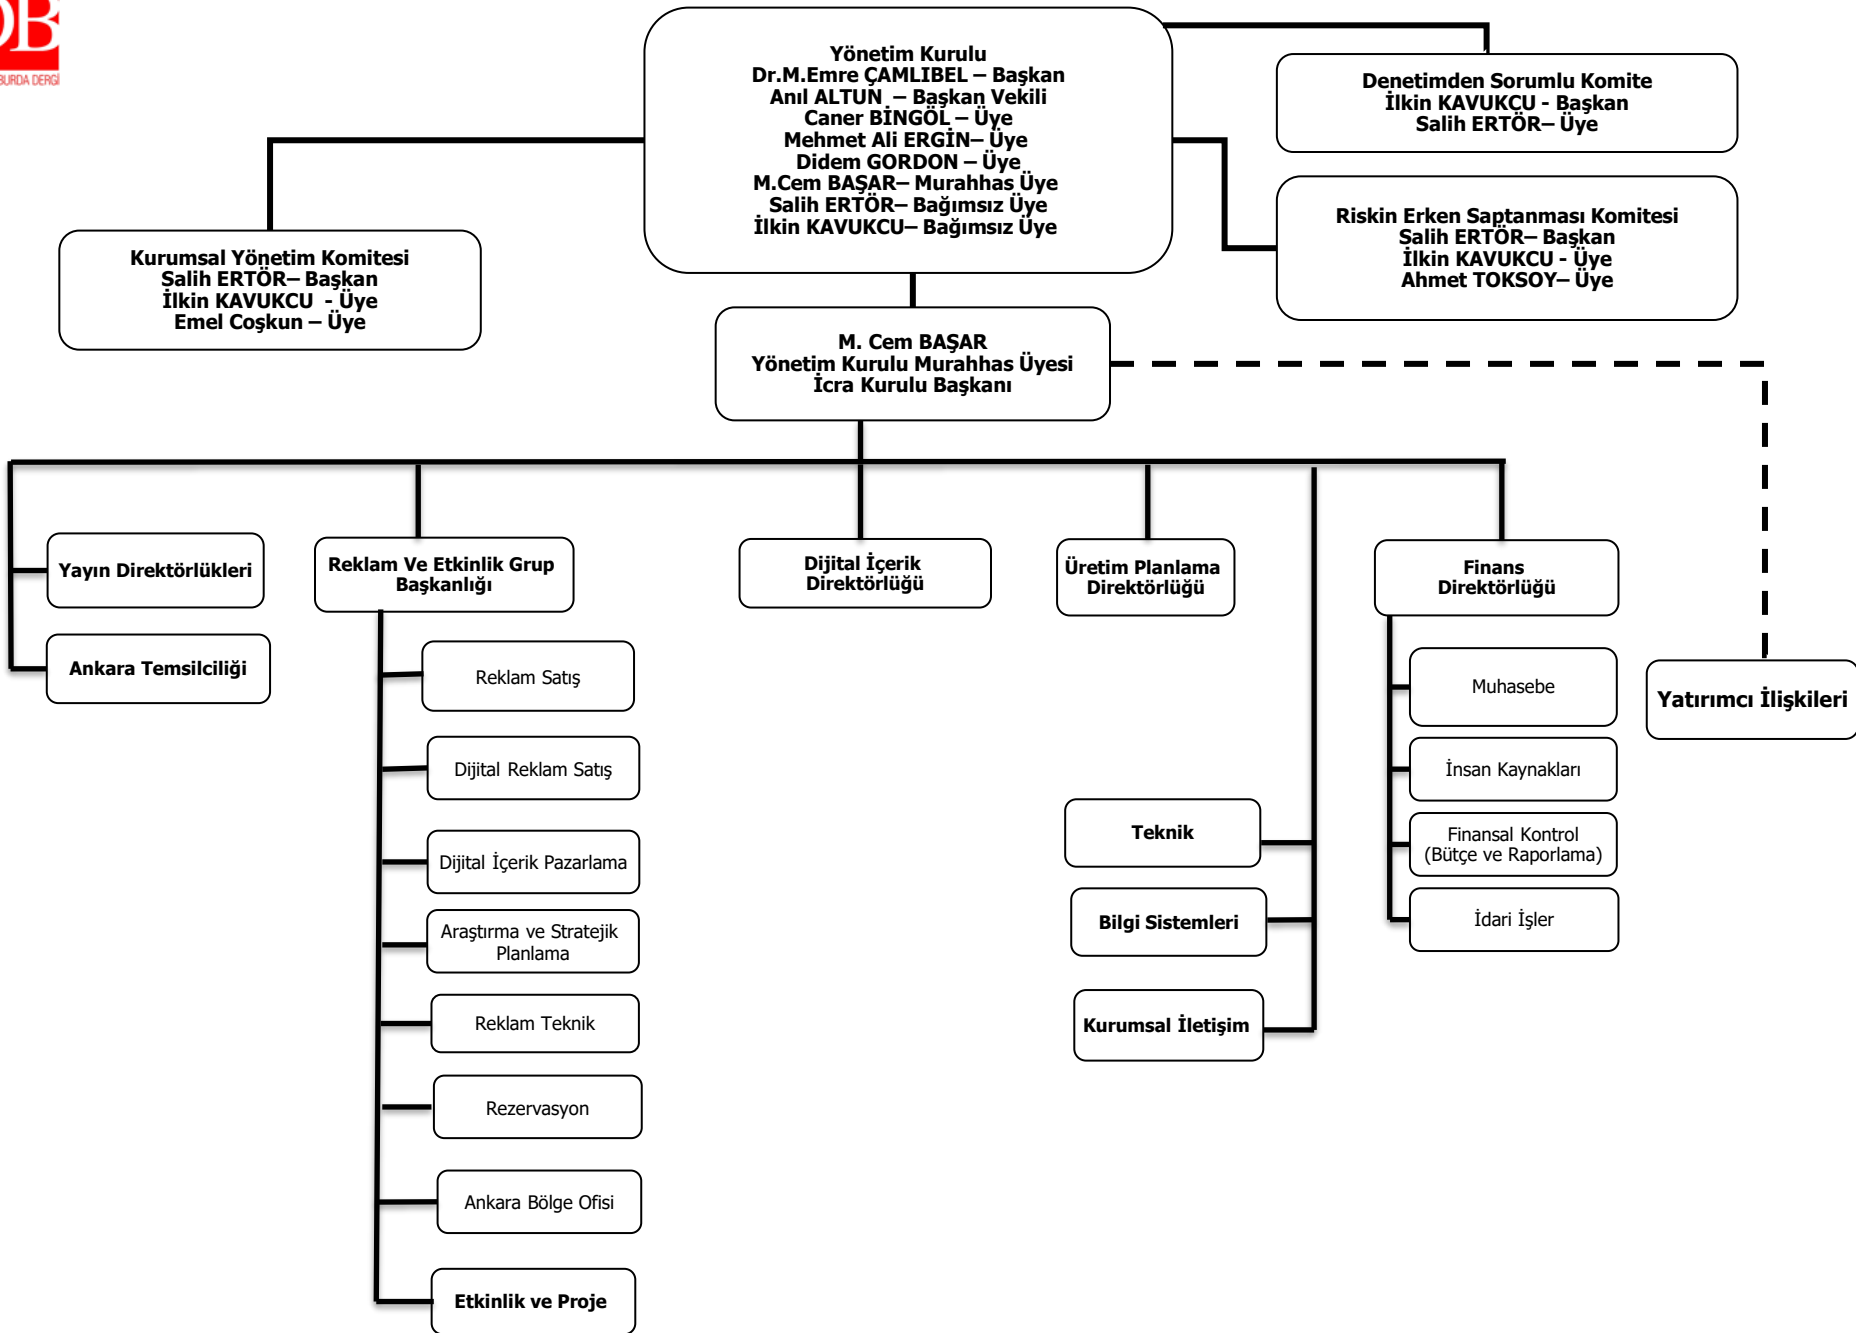 DB
BURDA DERGİ
Yönetim Kurulu
Dr.M.Emre ÇAMLIBEL – Başkan
Anıl ALTUN – Başkan Vekili
Caner BİNGÖL – Üye
Mehmet Ali ERGİN– Üye
Didem GORDON – Üye
M.Cem BAŞAR– Murahhas Üye
Salih ERTÖR– Bağımsız Üye
İlkin KAVUKCU– Bağımsız Üye
Denetimden Sorumlu Komite
İlkin KAVUKCU - Başkan
Salih ERTÖR– Üye
Riskin Erken Saptanması Komitesi
Salih ERTÖR– Başkan
İlkin KAVUKCU - Üye
Ahmet TOKSOY– Üye
Kurumsal Yönetim Komitesi
Salih ERTÖR– Başkan
İlkin KAVUKCU - Üye
Emel Coşkun – Üye
M. Cem BAŞAR
Yönetim Kurulu Murahhas Üyesi
İcra Kurulu Başkanı
Yayın Direktörlükleri
Ankara Temsilciliği
Reklam Ve Etkinlik Grup
Başkanlığı
Reklam Satış
Dijital Reklam Satış
Dijital İçerik Pazarlama
Araştırma ve Stratejik
Planlama
Reklam Teknik
Rezervasyon
Ankara Bölge Ofisi
Etkinlik ve Proje
Dijital İçerik
Direktörlüğü
Üretim Planlama
Direktörlüğü
Teknik
Bilgi Sistemleri
Kurumsal İletişim
Finans
Direktörlüğü
Muhasebe
İnsan Kaynakları
Finansal Kontrol
(Bütçe ve Raporlama)
İdari İşler
Yatırımcı İlişkileri